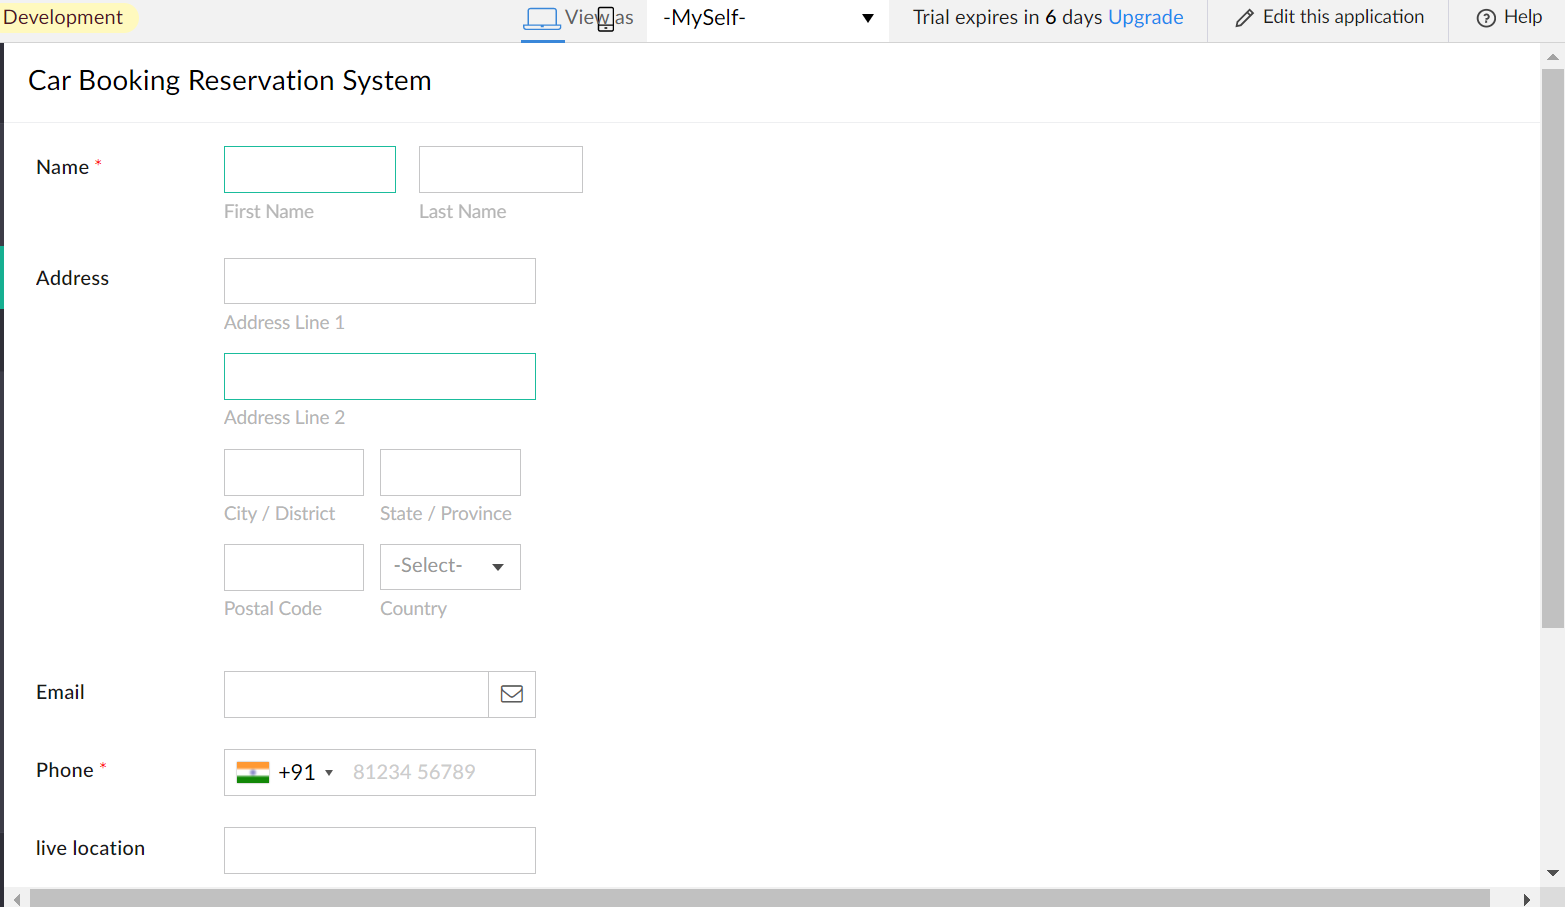 Development View as -MySelf- Trial expires in 6 days Upgrade Edit this application Help
Car Booking Reservation System
Name *
First Name Last Name
Address
Address Line 1
Address Line 2
City / District State / Province
-Select-
Postal Code Country
Email
Phone * +91 81234 56789
live location